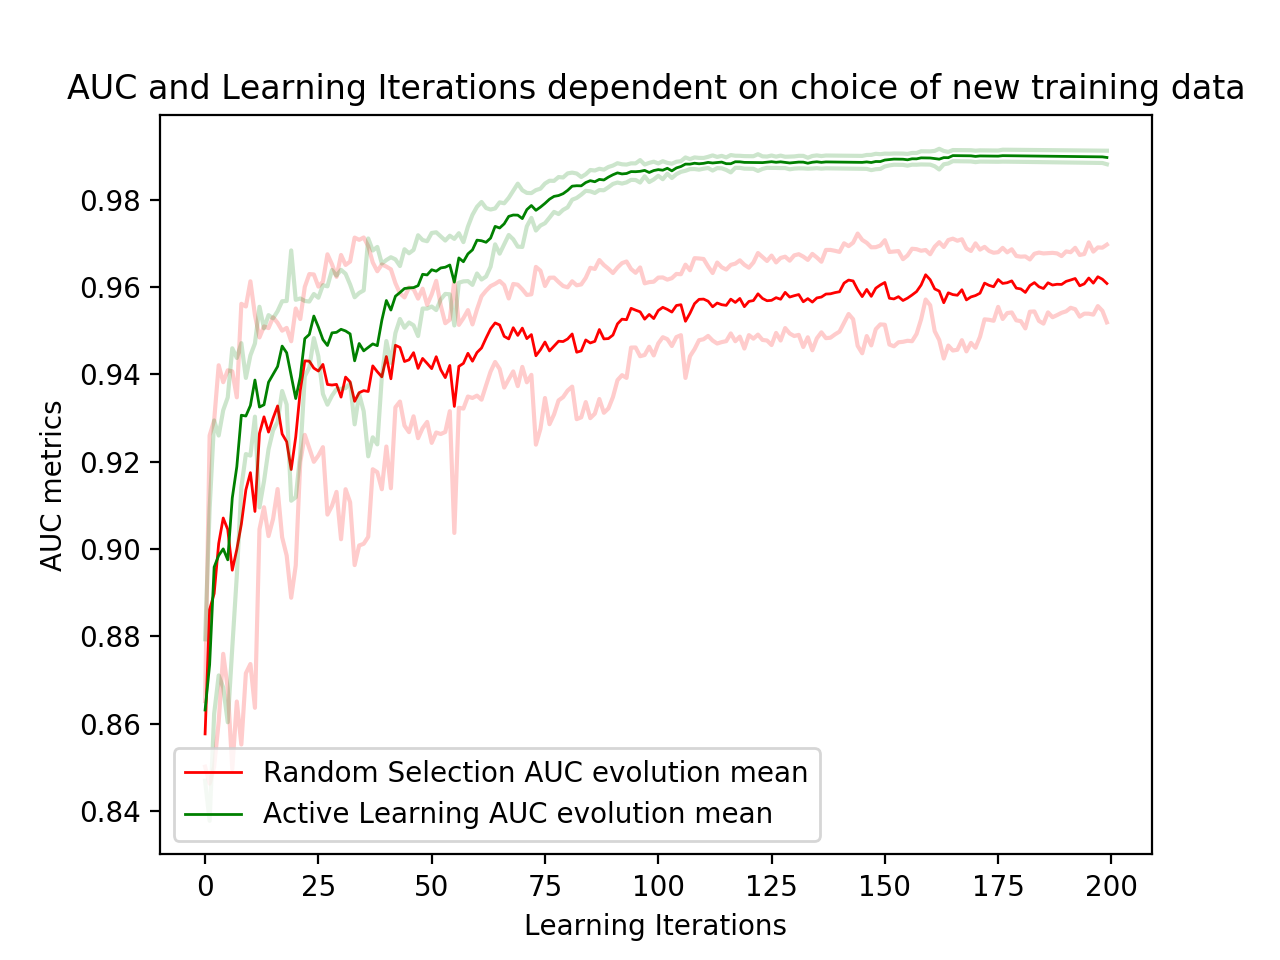 AUC and Learning Iterations dependent on choice of new training data
AUC metrics
0.98
0.96
0.94
0.92
0.90
0.88
0.86
0.84
Random Selection AUC evolution mean
Active Learning AUC evolution mean
0 25 50 75 100 125 150 175 200
Learning Iterations